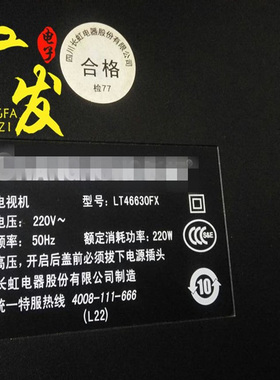 电子
发
GFA
ZI
四川长虹电器股份有限公司
合格
检77
电视机
型号: LT46630FX
电压: 220V~
频率: 50Hz
额定消耗功率: 220W
S&E
高压，开启后盖前必须拔下电源插头
长虹电器股份有限公司制造
统一特服热线 4008-111-666
(L22)
10